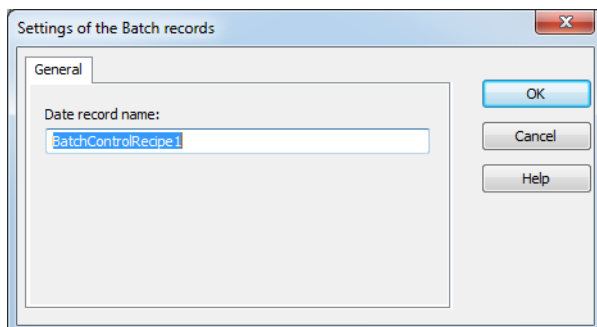 Settings of the Batch records
General
OK
Date record name:
BatchControlRecipe1
Cancel
Help